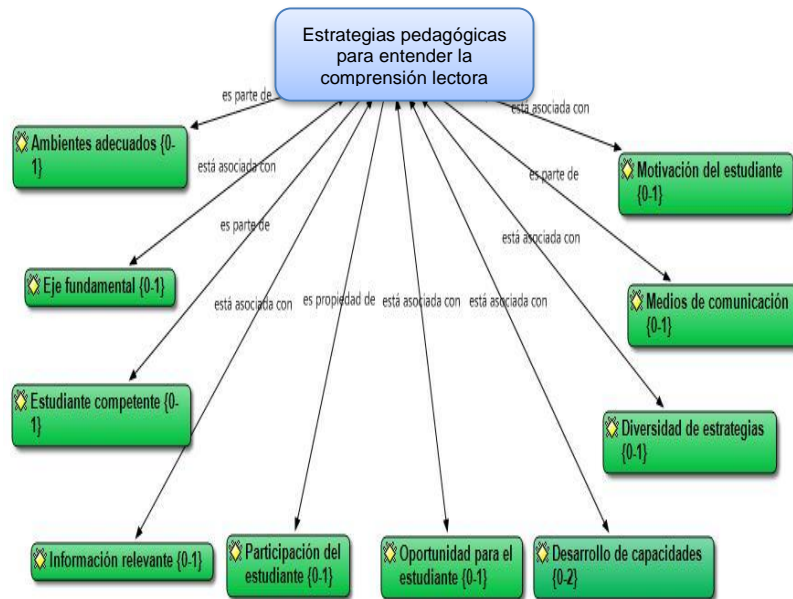 Estrategias pedagógicas
para entender la
comprensión lectora
es parte de
está asociada con
Ambientes adecuados {0-
1}
Motivación del estudiante
{0-1}
está asociada con
es parte de
es parte de
está asociada con
Eje fundamental {0-1}
Medios de comunicación
{0-1}
está asociada con
es propiedad de
está asociada con
está asociada con
Estudiante competente {0-
1}
Diversidad de estrategias
{0-1}
Información relevante {0-1}
Participación del
estudiante {0-1}
Oportunidad para el
estudiante {0-1}
Desarrollo de capacidades
{0-2}